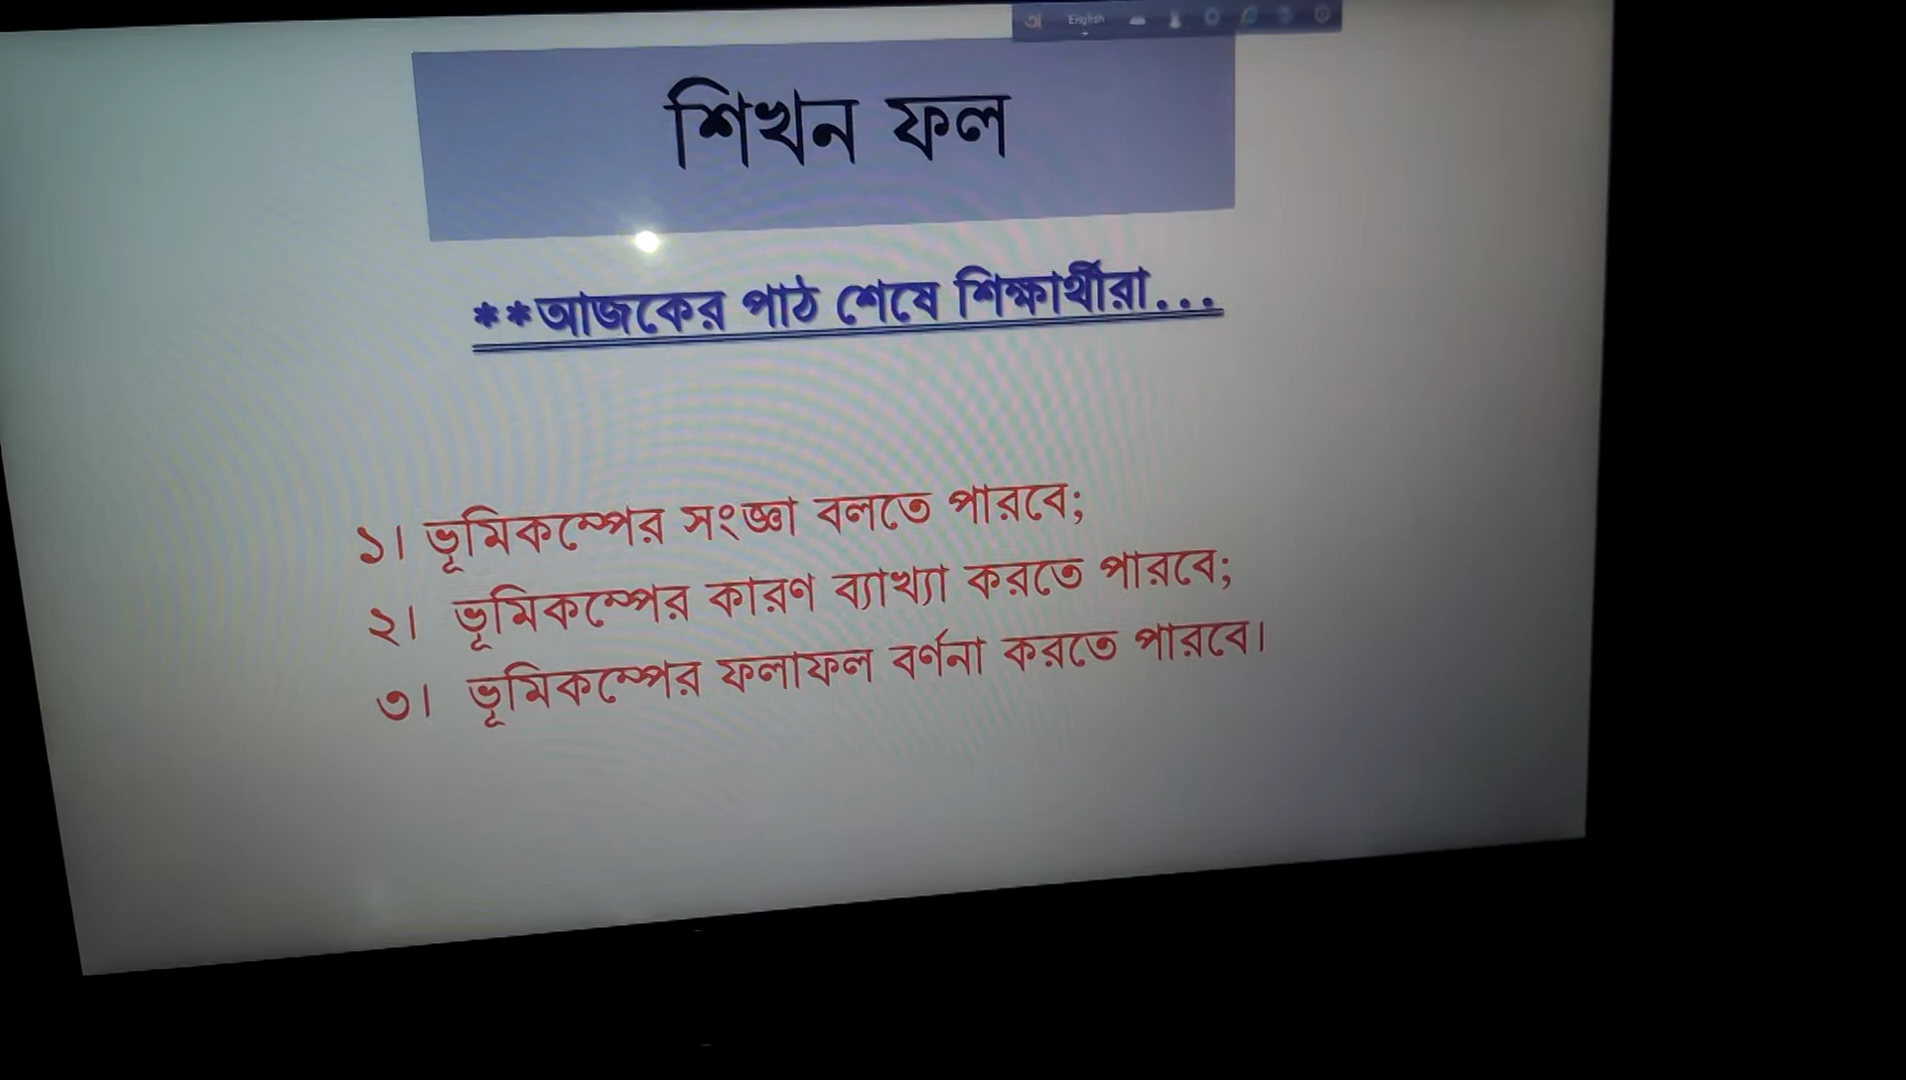 অ English
শিখন ফল
**আজকের পাঠ শেষে শিক্ষার্থীরা...
১। ভূমিকম্পের সংজ্ঞা বলতে পারবে;
২। ভূমিকম্পের কারণ ব্যাখ্যা করতে পারবে;
৩। ভূমিকম্পের ফলাফল বর্ণনা করতে পারবে।